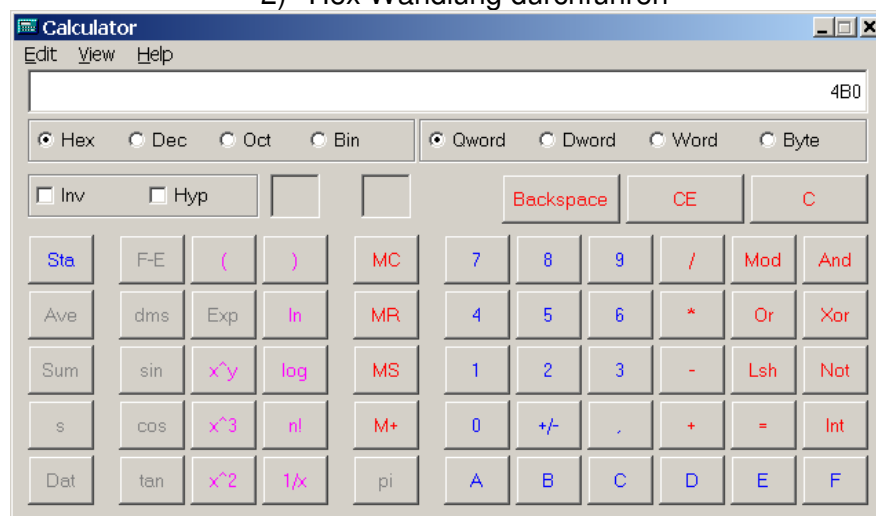 2) Hex Wandlung durchführen
Calculator
Edit View Help
4B0
Hex Dec Oct Bin Qword Dword Word Byte
Inv Hyp Backspace CE C
Sta F-E ( ) MC 7 8 9 / Mod And
Ave dms Exp ln MR 4 5 6 * Or Xor
Sum sin x^y log MS 1 2 3 - Lsh Not
s cos x^3 n! M+ 0 +/- , + = Int
Dat tan x^2 1/x pi A B C D E F